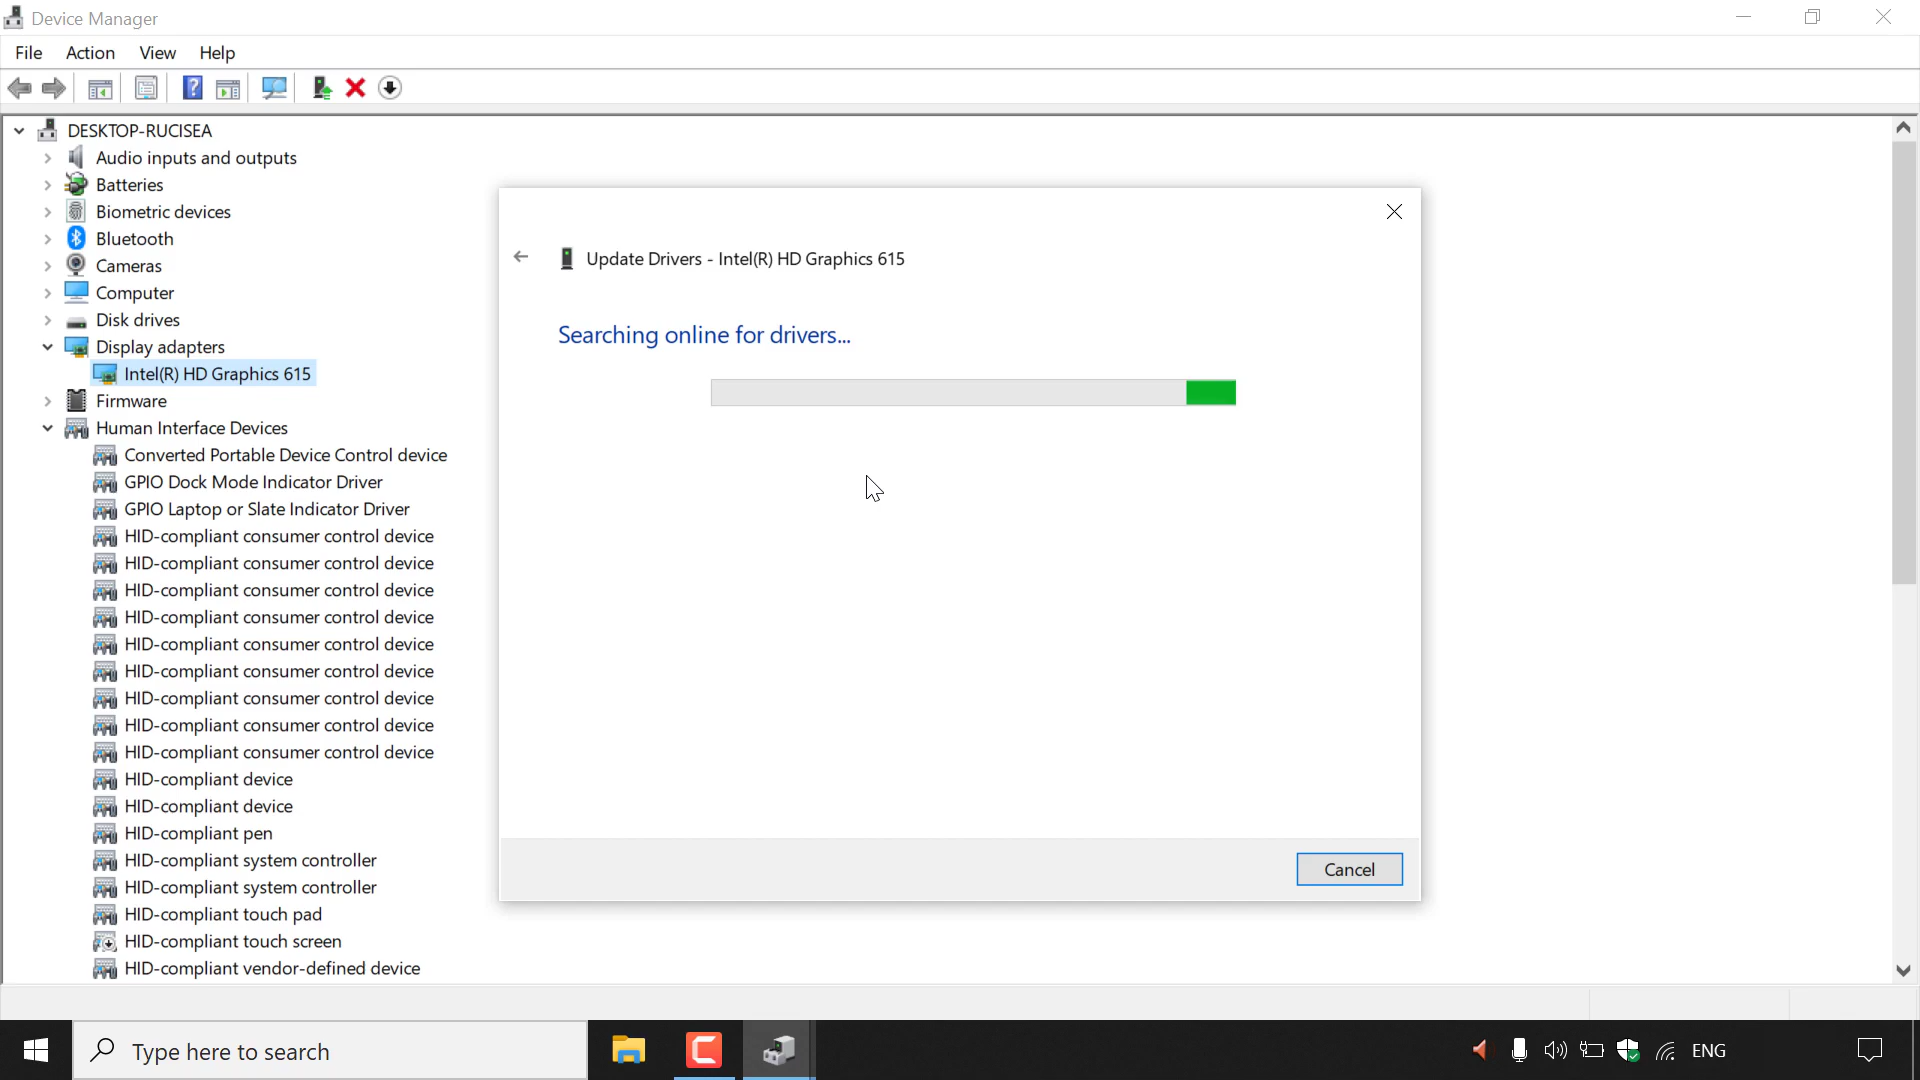 Device Manager
File Action View Help
DESKTOP-RUCISEA
Audio inputs and outputs
Batteries
Biometric devices
Bluetooth
Cameras
Computer
Disk drives
Display adapters
Intel(R) HD Graphics 615
Firmware
Human Interface Devices
Converted Portable Device Control device
GPIO Dock Mode Indicator Driver
GPIO Laptop or Slate Indicator Driver
HID-compliant consumer control device
HID-compliant consumer control device
HID-compliant consumer control device
HID-compliant consumer control device
HID-compliant consumer control device
HID-compliant consumer control device
HID-compliant consumer control device
HID-compliant consumer control device
HID-compliant consumer control device
HID-compliant device
HID-compliant device
HID-compliant pen
HID-compliant system controller
HID-compliant system controller
HID-compliant touch pad
HID-compliant touch screen
HID-compliant vendor-defined device
Update Drivers - Intel(R) HD Graphics 615
Searching online for drivers...
Cancel
Type here to search
ENG